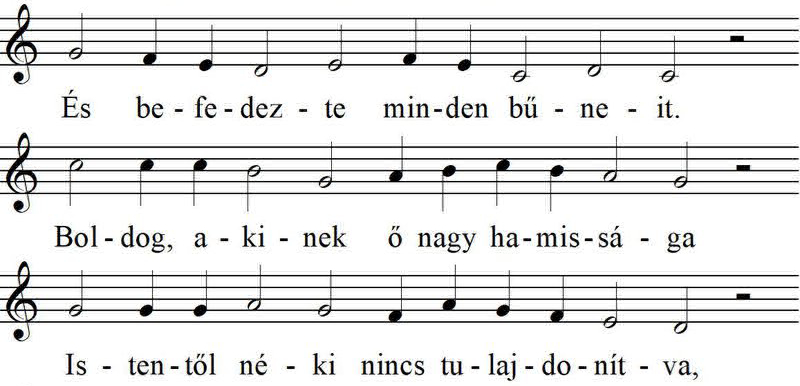 És be - fe - dez - te min - den bű - ne - it.
Bol - dog, a - ki - nek ő nagy ha - mis - sá - ga
Is - ten - től né - ki nincs tu - laj - do - nít - va,